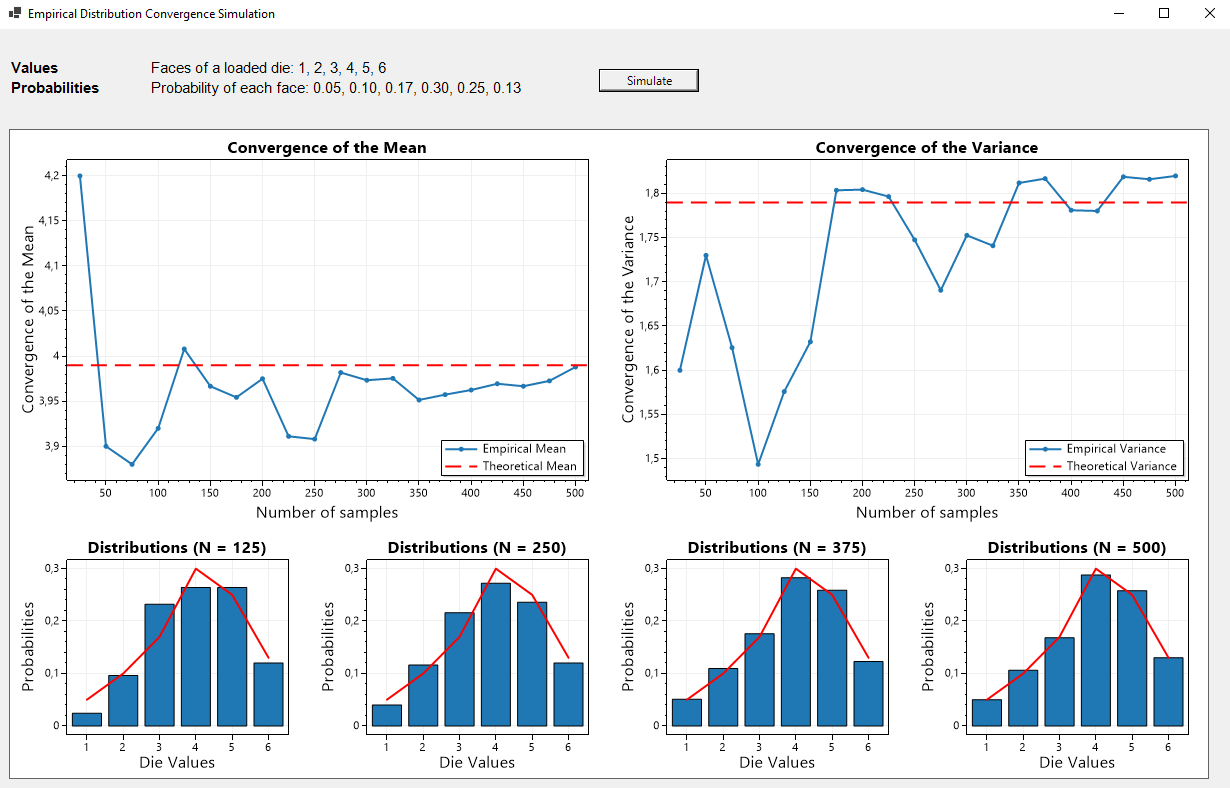 Empirical Distribution Convergence Simulation
Values Faces of a loaded die: 1, 2, 3, 4, 5, 6
Probabilities Probability of each face: 0.05, 0.10, 0.17, 0.30, 0.25, 0.13
Simulate
Convergence of the Mean
Convergence of the Mean
4,2
4,15
4,1
4,05
4
3,95
3,9
Empirical Mean
Theoretical Mean
50 100 150 200 250 300 350 400 450 500
Number of samples
Convergence of the Variance
Convergence of the Variance
1,8
1,75
1,7
1,65
1,6
1,55
1,5
Empirical Variance
Theoretical Variance
50 100 150 200 250 300 350 400 450 500
Number of samples
Distributions (N = 125)
Probabilities
0,3
0,2
0,1
0
1 2 3 4 5 6
Die Values
Distributions (N = 250)
Probabilities
0,3
0,2
0,1
0
1 2 3 4 5 6
Die Values
Distributions (N = 375)
Probabilities
0,3
0,2
0,1
0
1 2 3 4 5 6
Die Values
Distributions (N = 500)
Probabilities
0,3
0,2
0,1
0
1 2 3 4 5 6
Die Values